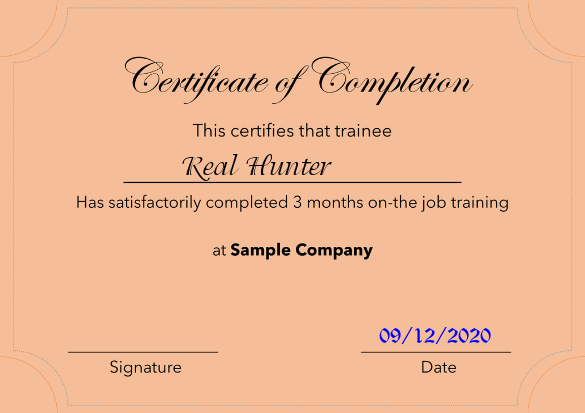 Certificate of Completion
This certifies that trainee
Real Hunter
Has satisfactorily completed 3 months on-the job training
at Sample Company
09/12/2020
Signature Date